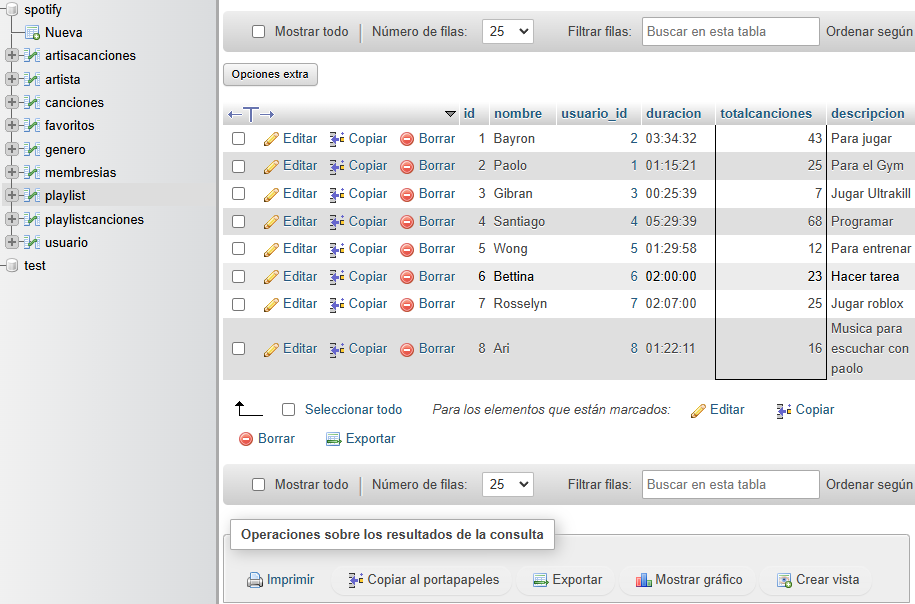 spotify
Nueva
artisacanciones
artista
canciones
favoritos
genero
membresias
playlist
playlistcanciones
usuario
test
Mostrar todo Número de filas: 25 Filtrar filas: Buscar en esta tabla Ordenar según
Opciones extra
id nombre usuario_id duracion totalcanciones descripcion
Editar Copiar Borrar 1 Bayron 2 03:34:32 43 Para jugar
Editar Copiar Borrar 2 Paolo 1 01:15:21 25 Para el Gym
Editar Copiar Borrar 3 Gibran 3 00:25:39 7 Jugar Ultrakill
Editar Copiar Borrar 4 Santiago 4 05:29:39 68 Programar
Editar Copiar Borrar 5 Wong 5 01:29:58 12 Para entrenar
Editar Copiar Borrar 6 Bettina 6 02:00:00 23 Hacer tarea
Editar Copiar Borrar 7 Rosselyn 7 02:07:00 25 Jugar roblox
Editar Copiar Borrar 8 Ari 8 01:22:11 16 Musica para
escuchar con
paolo
Seleccionar todo Para los elementos que están marcados: Editar Copiar
Borrar Exportar
Mostrar todo Número de filas: 25 Filtrar filas: Buscar en esta tabla Ordenar según
Operaciones sobre los resultados de la consulta
Imprimir Copiar al portapapeles Exportar Mostrar gráfico Crear vista